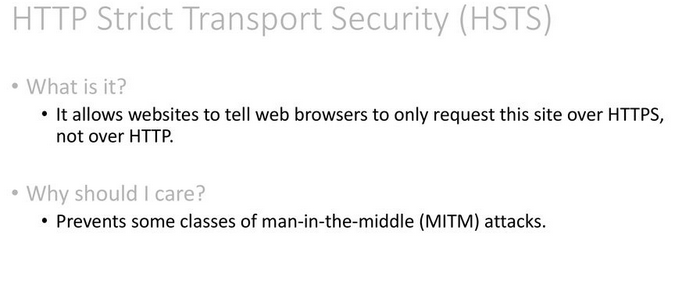 HTTP Strict Transport Security (HSTS)
• What is it?
• It allows websites to tell web browsers to only request this site over HTTPS,
not over HTTP.
• Why should I care?
• Prevents some classes of man-in-the-middle (MITM) attacks.